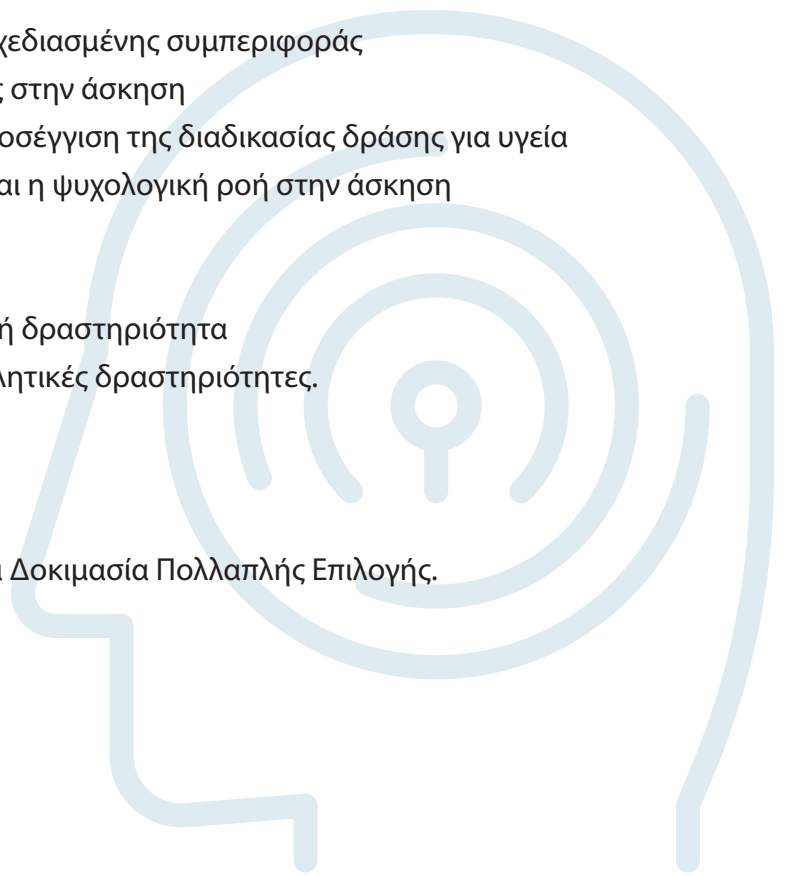 χεδιασμένης συμπεριφοράς
ς στην άσκηση
οσέγγιση της διαδικασίας δράσης για υγεία
αι η ψυχολογική ροή στην άσκηση
ή δραστηριότητα
λητικές δραστηριότητες.
ι Δοκιμασία Πολλαπλής Επιλογής.